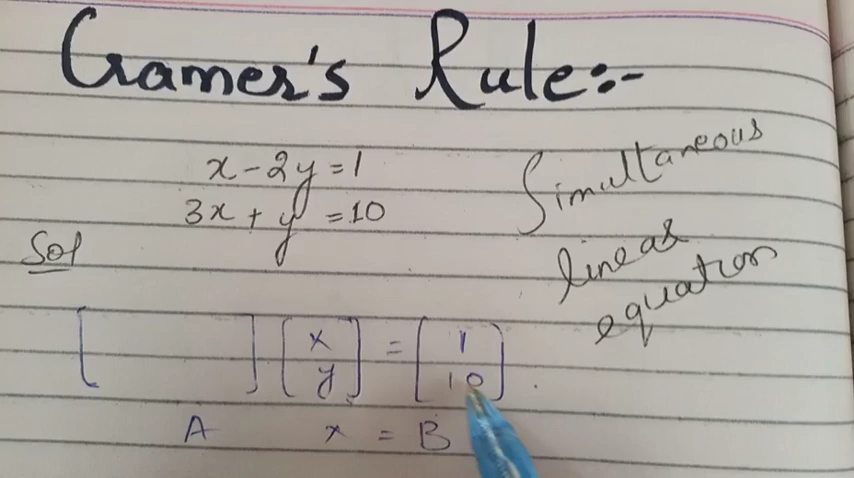 Cramer's Rule:-
x - 2y = 1
3x + y = 10
Simultaneous
linear
equation
Sol
[ ] [x y] = [1 10].
A x = B